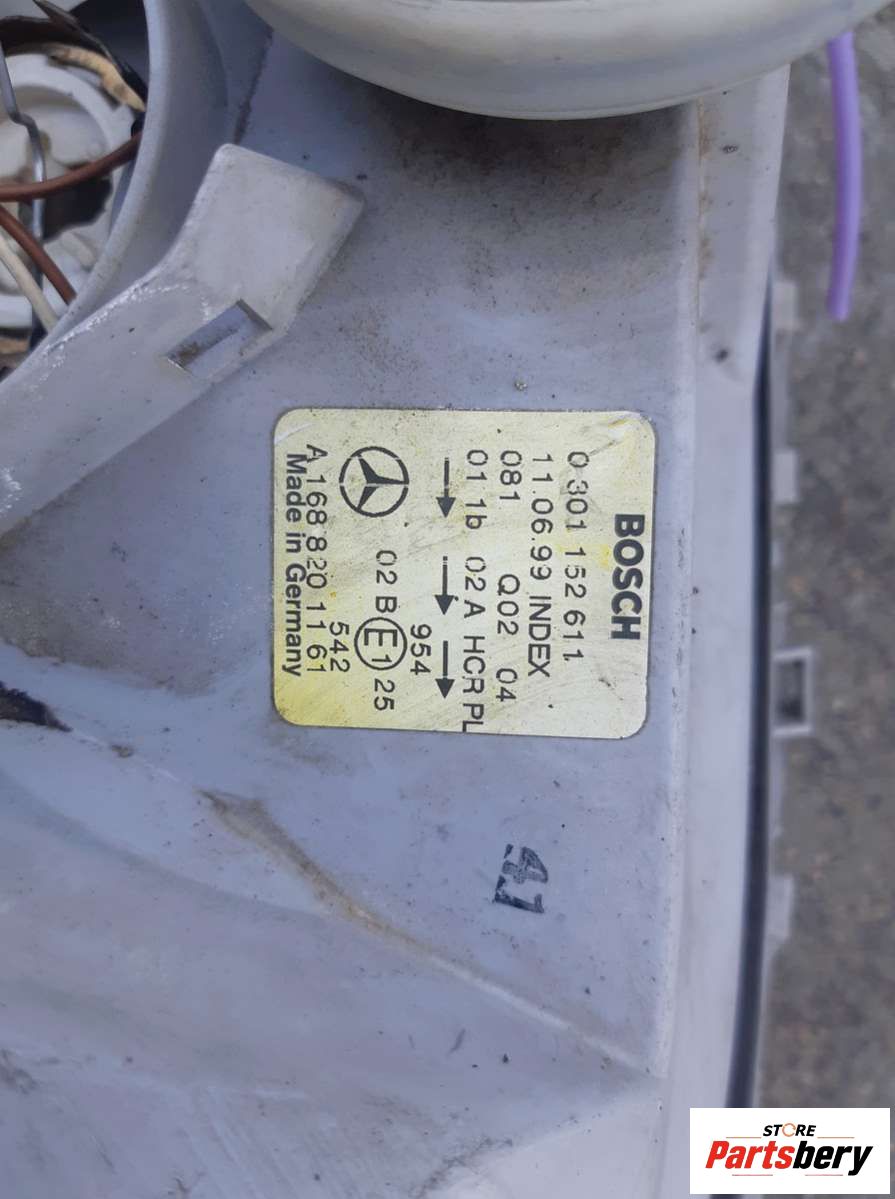 BOSCH
0 301 152 611
11.06.99 INDEX
081 Q02 04
01 1b 02 A HCR PL
954
02 B E1 25
542
A 168 820 11 61
Made in Germany
41
STORE
Partsbery